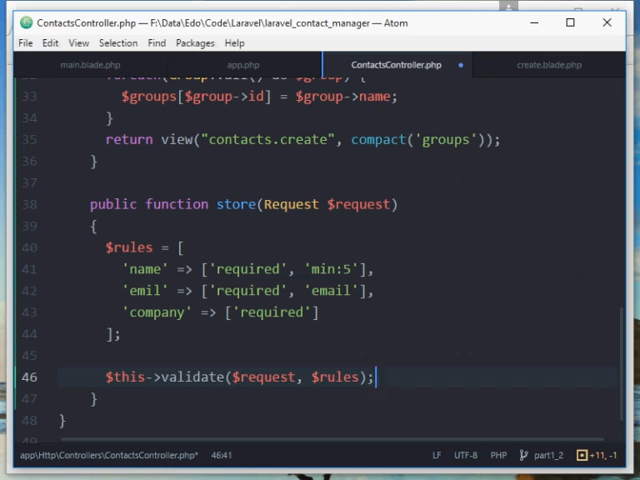 ContactsController.php — F:\Data\Edo\Code\Laravel\laravel_contact_manager — Atom
File Edit View Selection Find Packages Help
main.blade.php app.php ContactsController.php create.blade.php
33 $groups[$group->id] = $group->name;
34 }
35 return view("contacts.create", compact('groups'));
36 }
37
38 public function store(Request $request)
39 {
40 $rules = [
41 'name' => ['required', 'min:5'],
42 'emil' => ['required', 'email'],
43 'company' => ['required']
44 ];
45
46 $this->validate($request, $rules);
47 }
48 }
49
app\Http\Controllers\ContactsController.php* 46:41 LF UTF-8 PHP part1_2 +11, -1